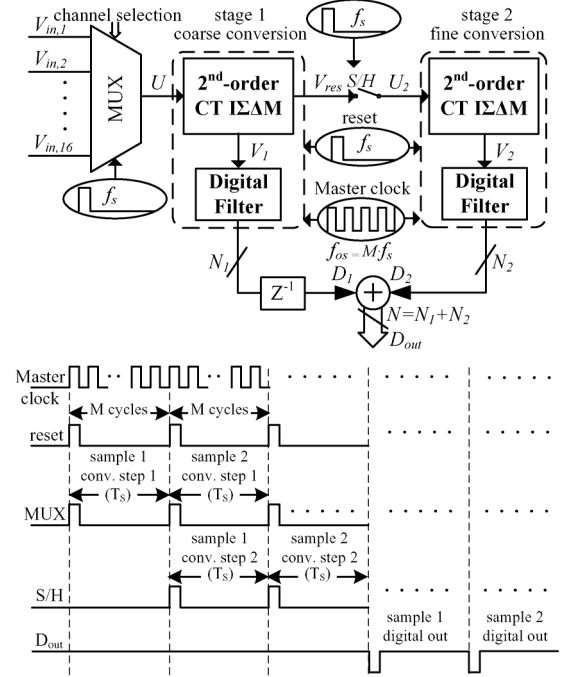 channel selection
stage 1
coarse conversion
f_s
stage 2
fine conversion
V_in,1
V_in,2
V_in,16
MUX
U
2nd-order
CT IΣΔM
V_res
S/H
U_2
2nd-order
CT IΣΔM
reset
f_s
V_1
V_2
f_s
Digital
Filter
Master clock
Digital
Filter
f_os = M·f_s
N_1
N_2
Z^-1
D_1
D_2
+
N=N_1+N_2
D_out
Master
clock
M cycles
M cycles
reset
sample 1
conv. step 1
(T_S)
sample 2
conv. step 1
(T_S)
MUX
sample 1
conv. step 2
(T_S)
sample 2
conv. step 2
(T_S)
S/H
sample 1
digital out
sample 2
digital out
D_out